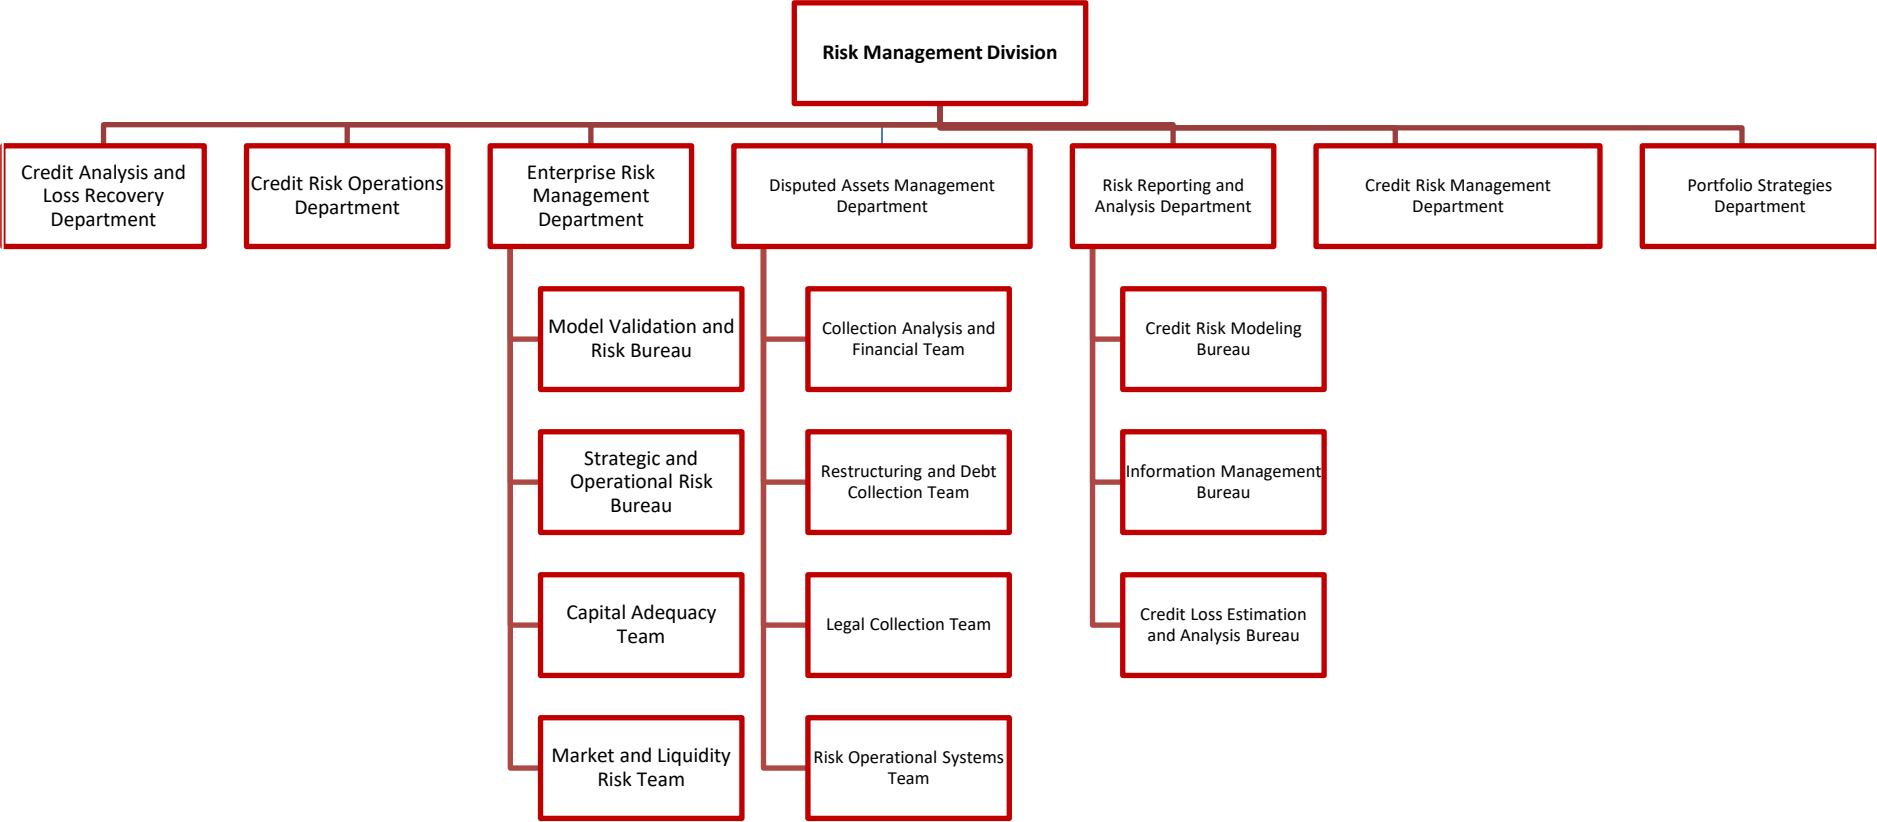 Risk Management Division
Credit Analysis and
Loss Recovery
Department
Credit Risk Operations
Department
Enterprise Risk
Management
Department
Disputed Assets Management
Department
Risk Reporting and
Analysis Department
Credit Risk Management
Department
Portfolio Strategies
Department
Model Validation and
Risk Bureau
Strategic and
Operational Risk
Bureau
Capital Adequacy
Team
Market and Liquidity
Risk Team
Collection Analysis and
Financial Team
Restructuring and Debt
Collection Team
Legal Collection Team
Risk Operational Systems
Team
Credit Risk Modeling
Bureau
Information Management
Bureau
Credit Loss Estimation
and Analysis Bureau